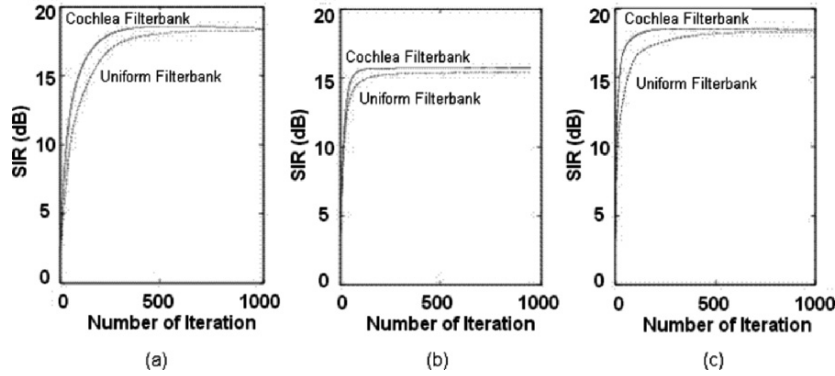 20
Cochlea Filterbank
15
Uniform Filterbank
SIR (dB)
10
5
0
0 500 1000
Number of Iteration
(a)
20
Cochlea Filterbank
15
Uniform Filterbank
SIR (dB)
10
5
0
0 500 1000
Number of Iteration
(b)
20
Cochlea Filterbank
15
Uniform Filterbank
SIR (dB)
10
5
0
0 500 1000
Number of Iteration
(c)